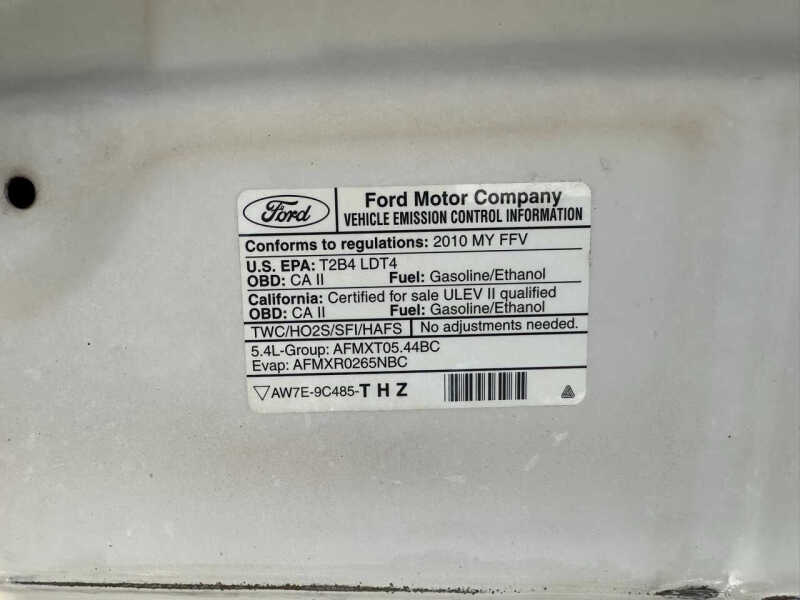 Ford
Ford Motor Company
VEHICLE EMISSION CONTROL INFORMATION
Conforms to regulations: 2010 MY FFV
U.S. EPA: T2B4 LDT4
OBD: CA II Fuel: Gasoline/Ethanol
California: Certified for sale ULEV II qualified
OBD: CA II Fuel: Gasoline/Ethanol
TWC/HO2S/SFI/HAFS No adjustments needed.
5.4L-Group: AFMXT05.44BC
Evap: AFMXR0265NBC
AW7E-9C485-T H Z